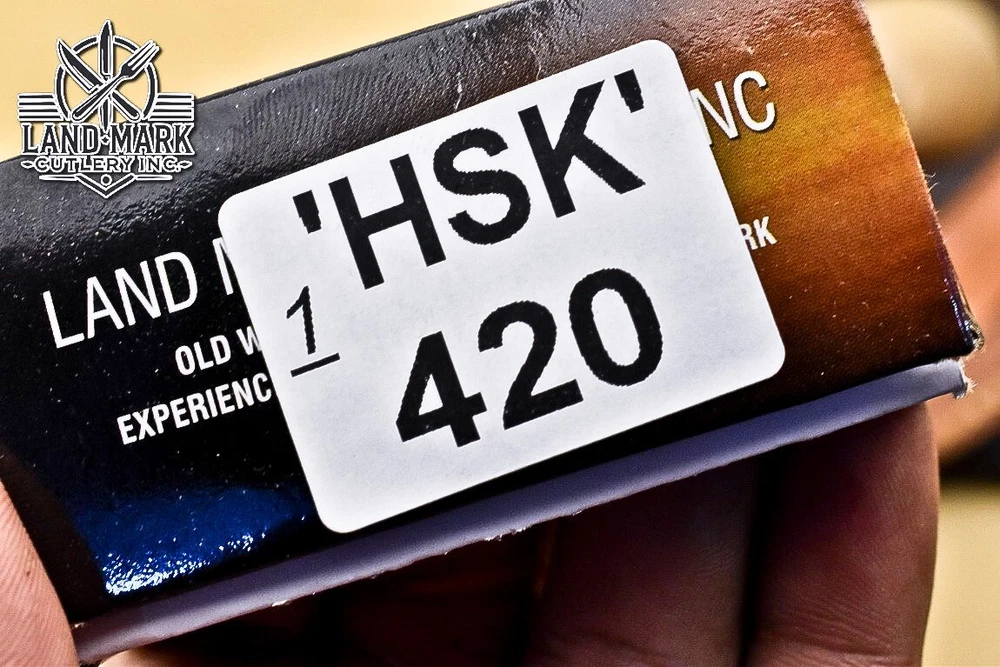 LAND MARK
CUTLERY INC.
'HSK'
1
420
LAND
NC
OLD W
RK
EXPERIENC